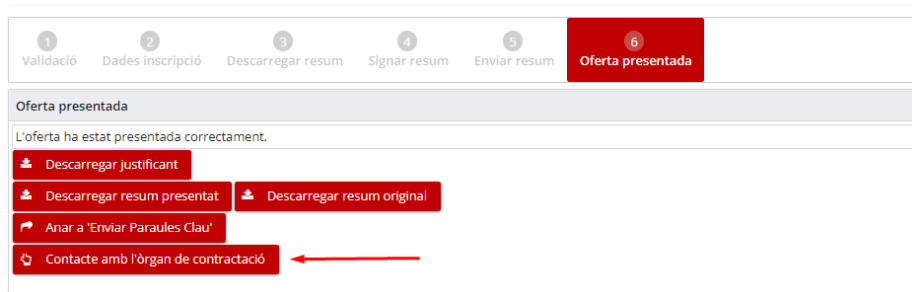 1 2 3 4 5 6
Validació Dades inscripció Descarregar resum Signar resum Enviar resum Oferta presentada
Oferta presentada
L'oferta ha estat presentada correctament.
Descarregar justificant
Descarregar resum presentat Descarregar resum original
Anar a 'Enviar Paraules Clau'
Contacte amb l'òrgan de contractació